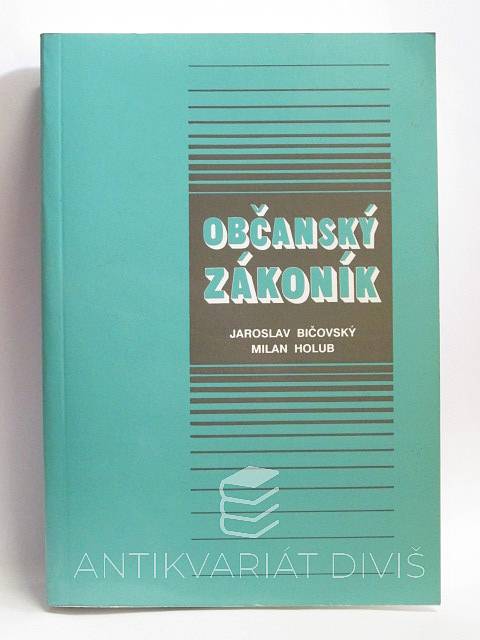 OBČANSKÝ
ZÁKONÍK
JAROSLAV BIČOVSKÝ
MILAN HOLUB
ANTIKVARIÁT DIVIŠ